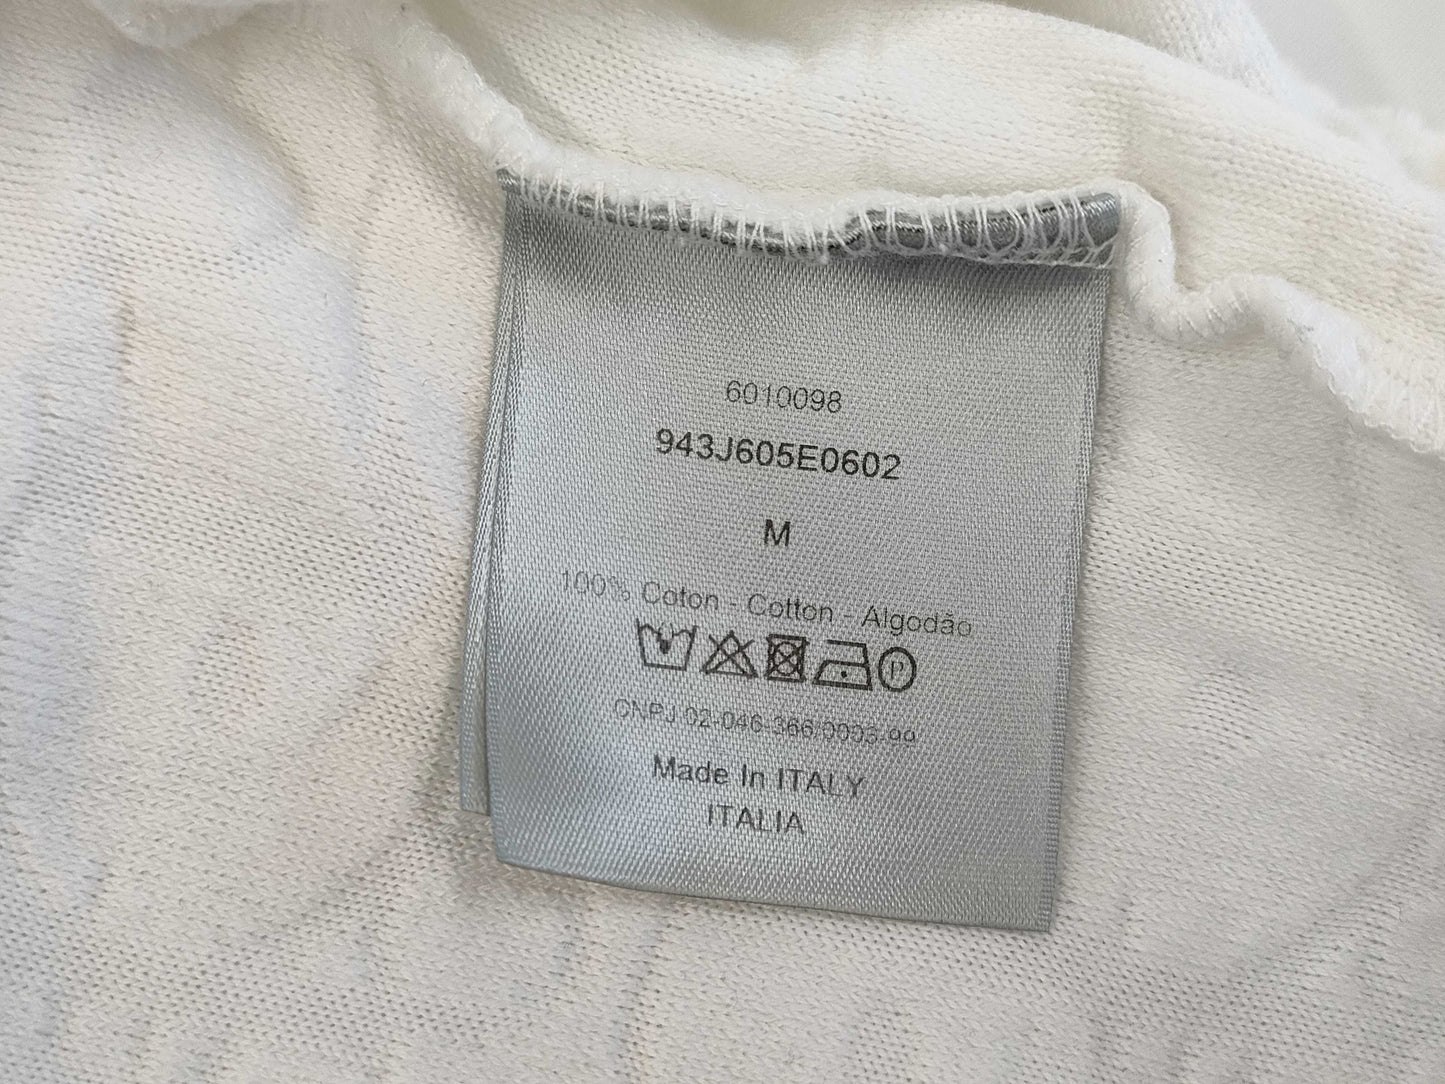 6010098
943J605E0602
M
100% Coton - Cotton - Algodão
P
CNPJ 02-046-366/0003-99
Made In ITALY
ITALIA